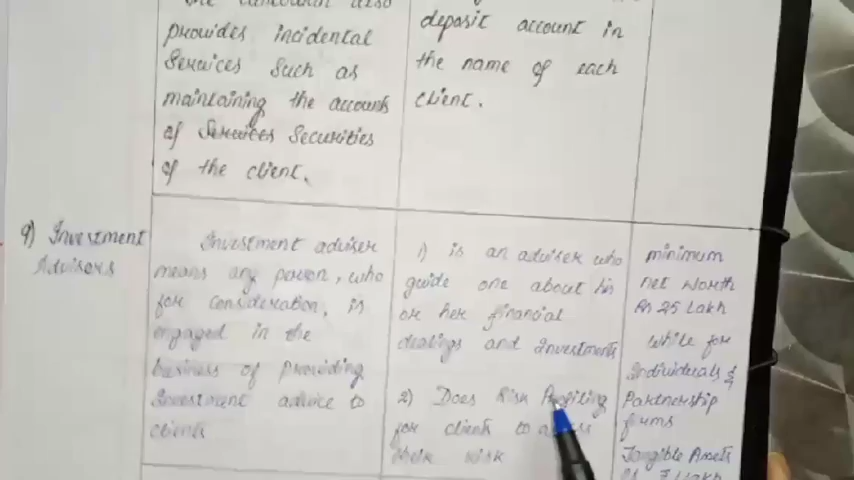 provides incidental
Services such as
maintaining the accounts
of Services Securities
of the client.
deposit account in
the name of each
client.
9) Investment
Advisors
Investment adviser
means any person, who
for consideration, is
engaged in the
business of providing
Investment advice to
clients
1) is an adviser who
guide one about his
or her financial
dealings and Investments
2) Does Risk Profiling
for client to
their risk
minimum
net worth
Rs 25 Lakh
while for
Individuals &
Partnership
firms
Tangible Assets